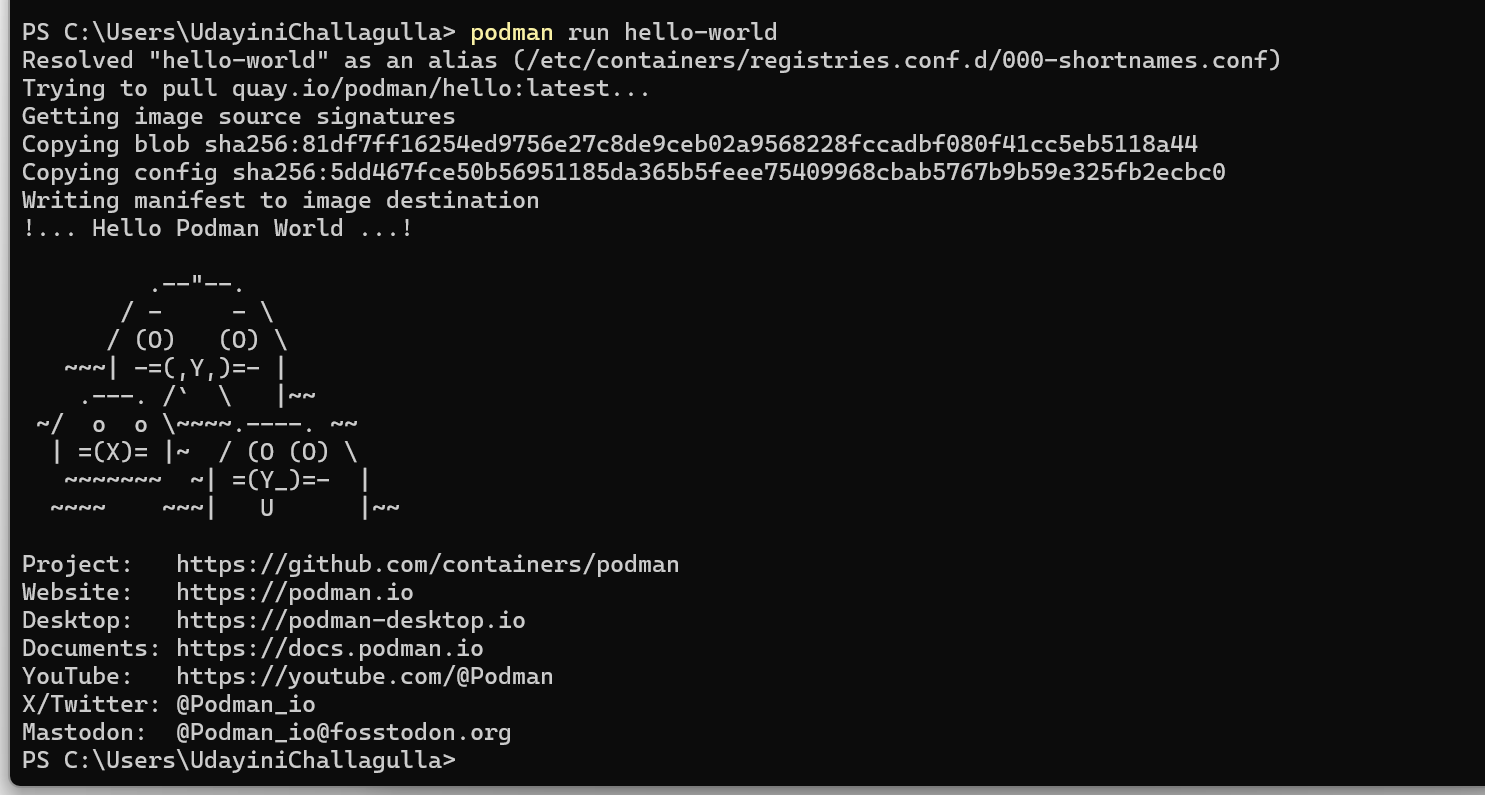 PS C:\Users\UdayiniChallagulla> podman run hello-world
Resolved "hello-world" as an alias (/etc/containers/registries.conf.d/000-shortnames.conf)
Trying to pull quay.io/podman/hello:latest...
Getting image source signatures
Copying blob sha256:81df7ff16254ed9756e27c8de9ceb02a9568228fccadbf080f41cc5eb5118a44
Copying config sha256:5dd467fce50b56951185da365b5feee75409968cbab5767b9b59e325fb2ecbc0
Writing manifest to image destination
!... Hello Podman World ...!

         .--"--.
       / -     - \
      / (O)   (O) \
   ~~~| -=(,Y,)=- |
    .---. /`  \   |~~
 ~/  o  o \~~~~.----. ~~
  | =(X)= |~  / (O (O) \
   ~~~~~~~  ~| =(Y_)=-  |
  ~~~~    ~~~|   U      |~~

Project:   https://github.com/containers/podman
Website:   https://podman.io
Desktop:   https://podman-desktop.io
Documents: https://docs.podman.io
YouTube:   https://youtube.com/@Podman
X/Twitter: @Podman_io
Mastodon:  @Podman_io@fosstodon.org
PS C:\Users\UdayiniChallagulla>